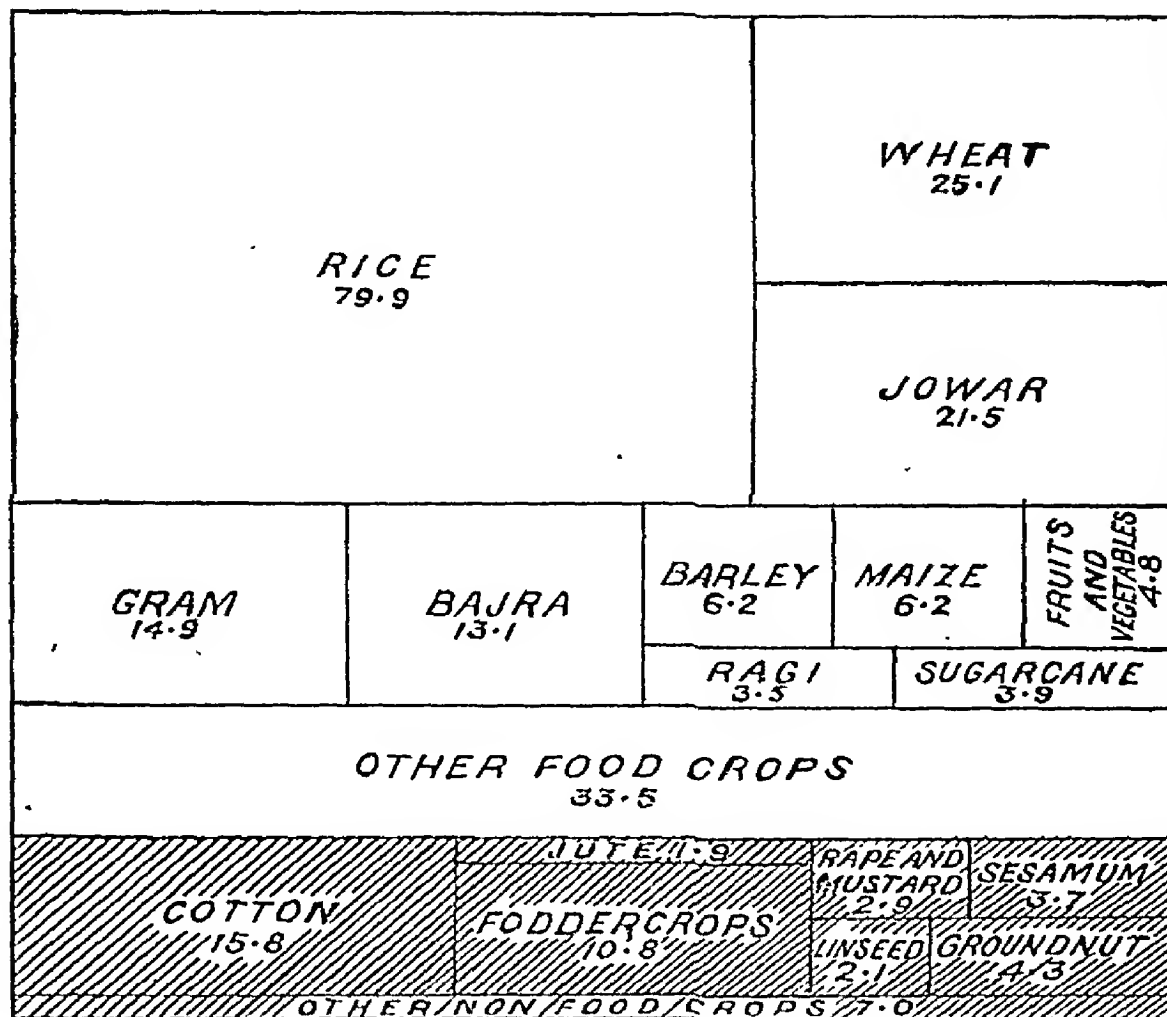 RICE
79·9
WHEAT
25·1
JOWAR
21·5
GRAM
14·9
BAJRA
13·1
BARLEY
6·2
MAIZE
6·2
FRUITS
AND
VEGETABLES
4·8
RAGI
3·5
SUGARCANE
3·9
OTHER FOOD CROPS
33·5
COTTON
15·8
JUTE 1·9
FODDER CROPS
10·8
RAPE AND
MUSTARD
2·9
SESAMUM
3·7
LINSEED
2·1
GROUNDNUT
4·3
OTHER NON FOOD CROPS 7·0